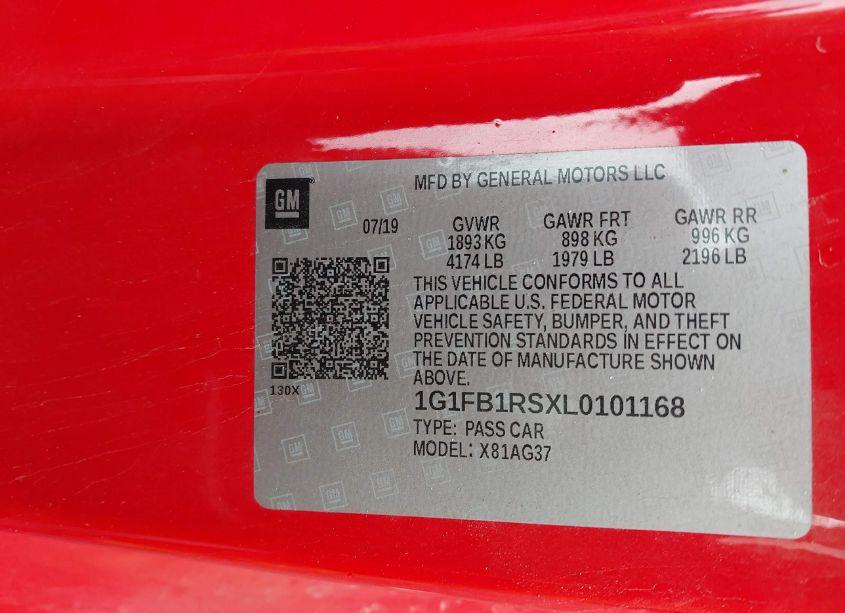 GM
MFD BY GENERAL MOTORS LLC
07/19 GVWR GAWR FRT GAWR RR
1893 KG 898 KG 996 KG
4174 LB 1979 LB 2196 LB
THIS VEHICLE CONFORMS TO ALL
APPLICABLE U.S. FEDERAL MOTOR
VEHICLE SAFETY, BUMPER, AND THEFT
PREVENTION STANDARDS IN EFFECT ON
THE DATE OF MANUFACTURE SHOWN
ABOVE.
130X
1G1FB1RSXL0101168
TYPE: PASS CAR
MODEL: X81AG37